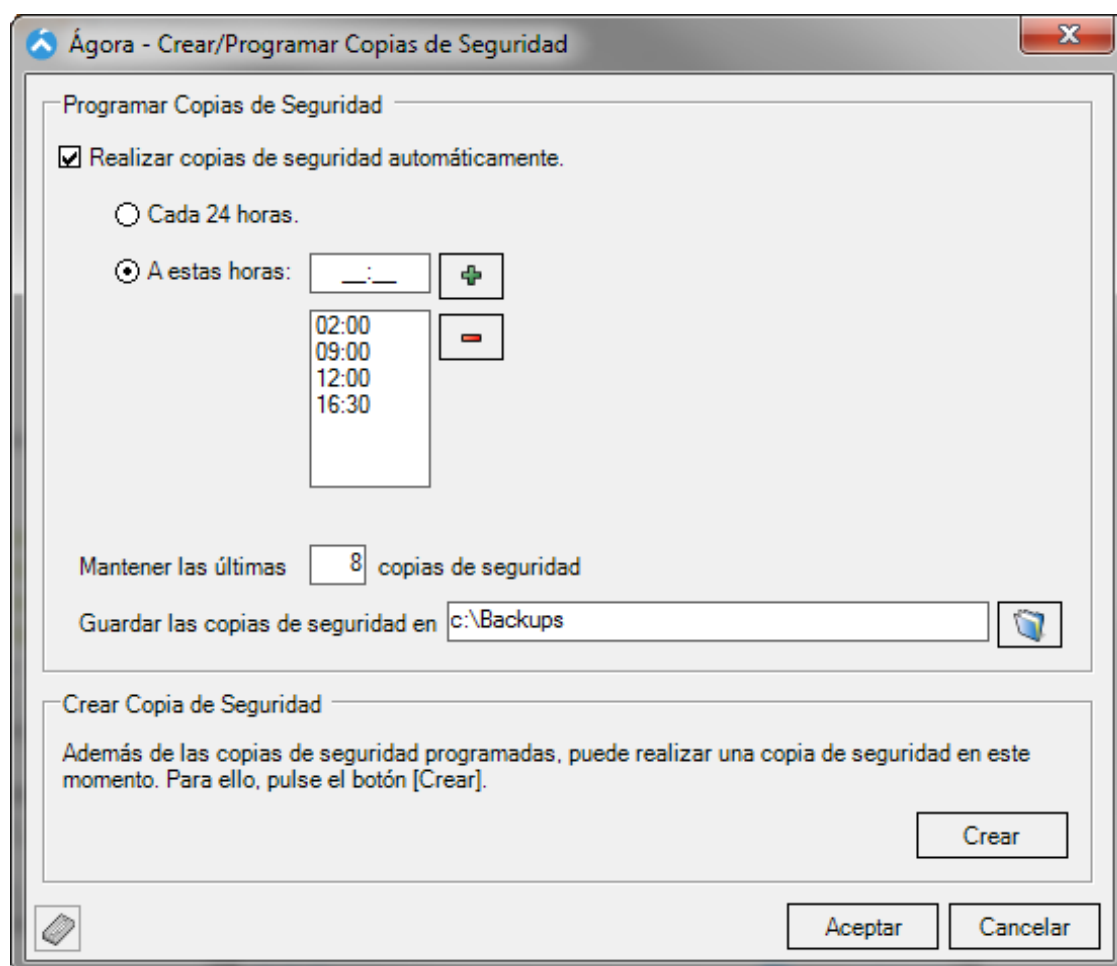 Ágora - Crear/Programar Copias de Seguridad
Programar Copias de Seguridad
Realizar copias de seguridad automáticamente.
Cada 24 horas.
A estas horas: __:__
02:00
09:00
12:00
16:30
Mantener las últimas 8 copias de seguridad
Guardar las copias de seguridad en c:\Backups
Crear Copia de Seguridad
Además de las copias de seguridad programadas, puede realizar una copia de seguridad en este
momento. Para ello, pulse el botón [Crear].
Crear
Aceptar Cancelar